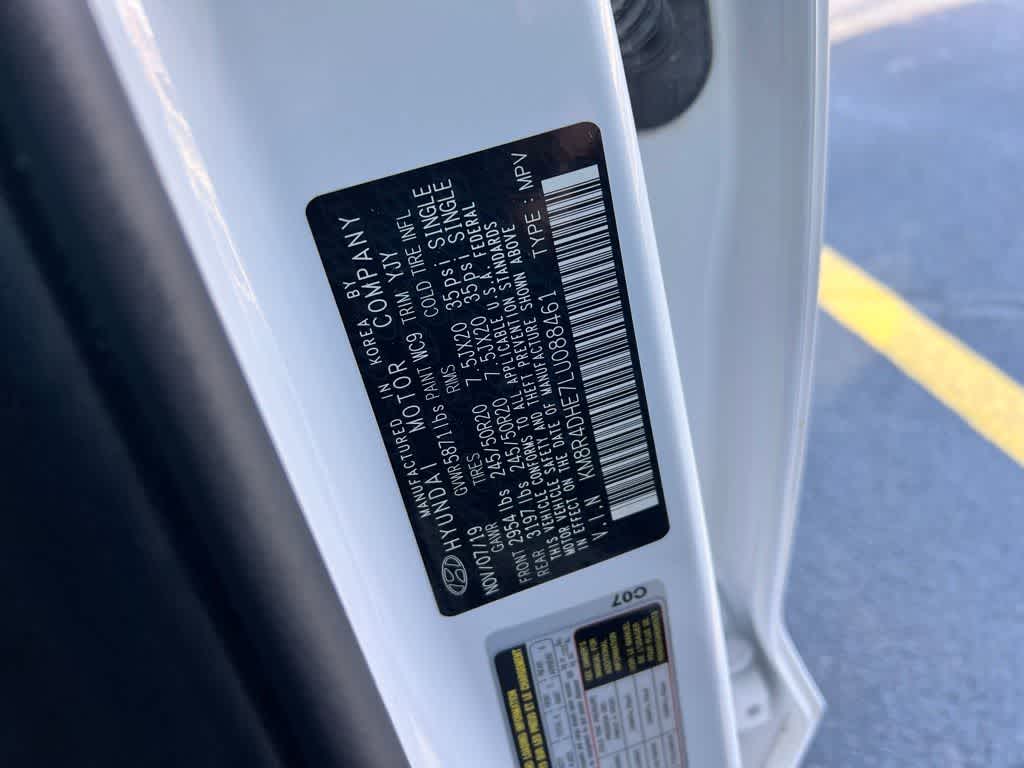 MANUFACTURED IN KOREA BY
HYUNDAI MOTOR COMPANY
NOV/07/19 GVWR5871lbs PAINT WC9 TRIM YJY
GAWR TIRES RIMS COLD TIRE INFL
FRONT 2954 lbs 245/50R20 7.5JX20 35psi SINGLE
REAR 3197 lbs 245/50R20 7.5JX20 35psi SINGLE
THIS VEHICLE CONFORMS TO ALL APPLICABLE U.S.A. FEDERAL
MOTOR VEHICLE SAFETY AND THEFT PREVENTION STANDARDS
IN EFFECT ON THE DATE OF MANUFACTURE SHOWN ABOVE
V.I.N KM8R4DHE7LU088461 TYPE : MPV
C07